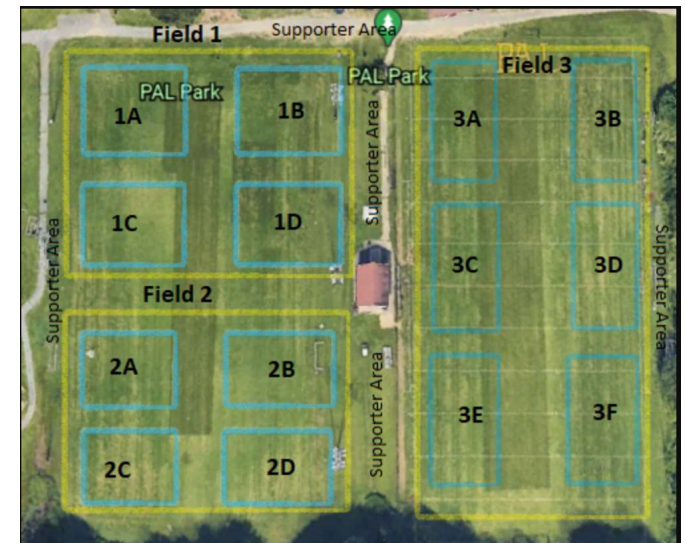 Field 1
Supporter Area
PAL Park
PAL Park
PAL
Field 3
1A
1B
3A
3B
Supporter Area
1C
1D
Supporter Area
3C
3D
Supporter Area
Field 2
2A
2B
Supporter Area
3E
3F
2C
2D